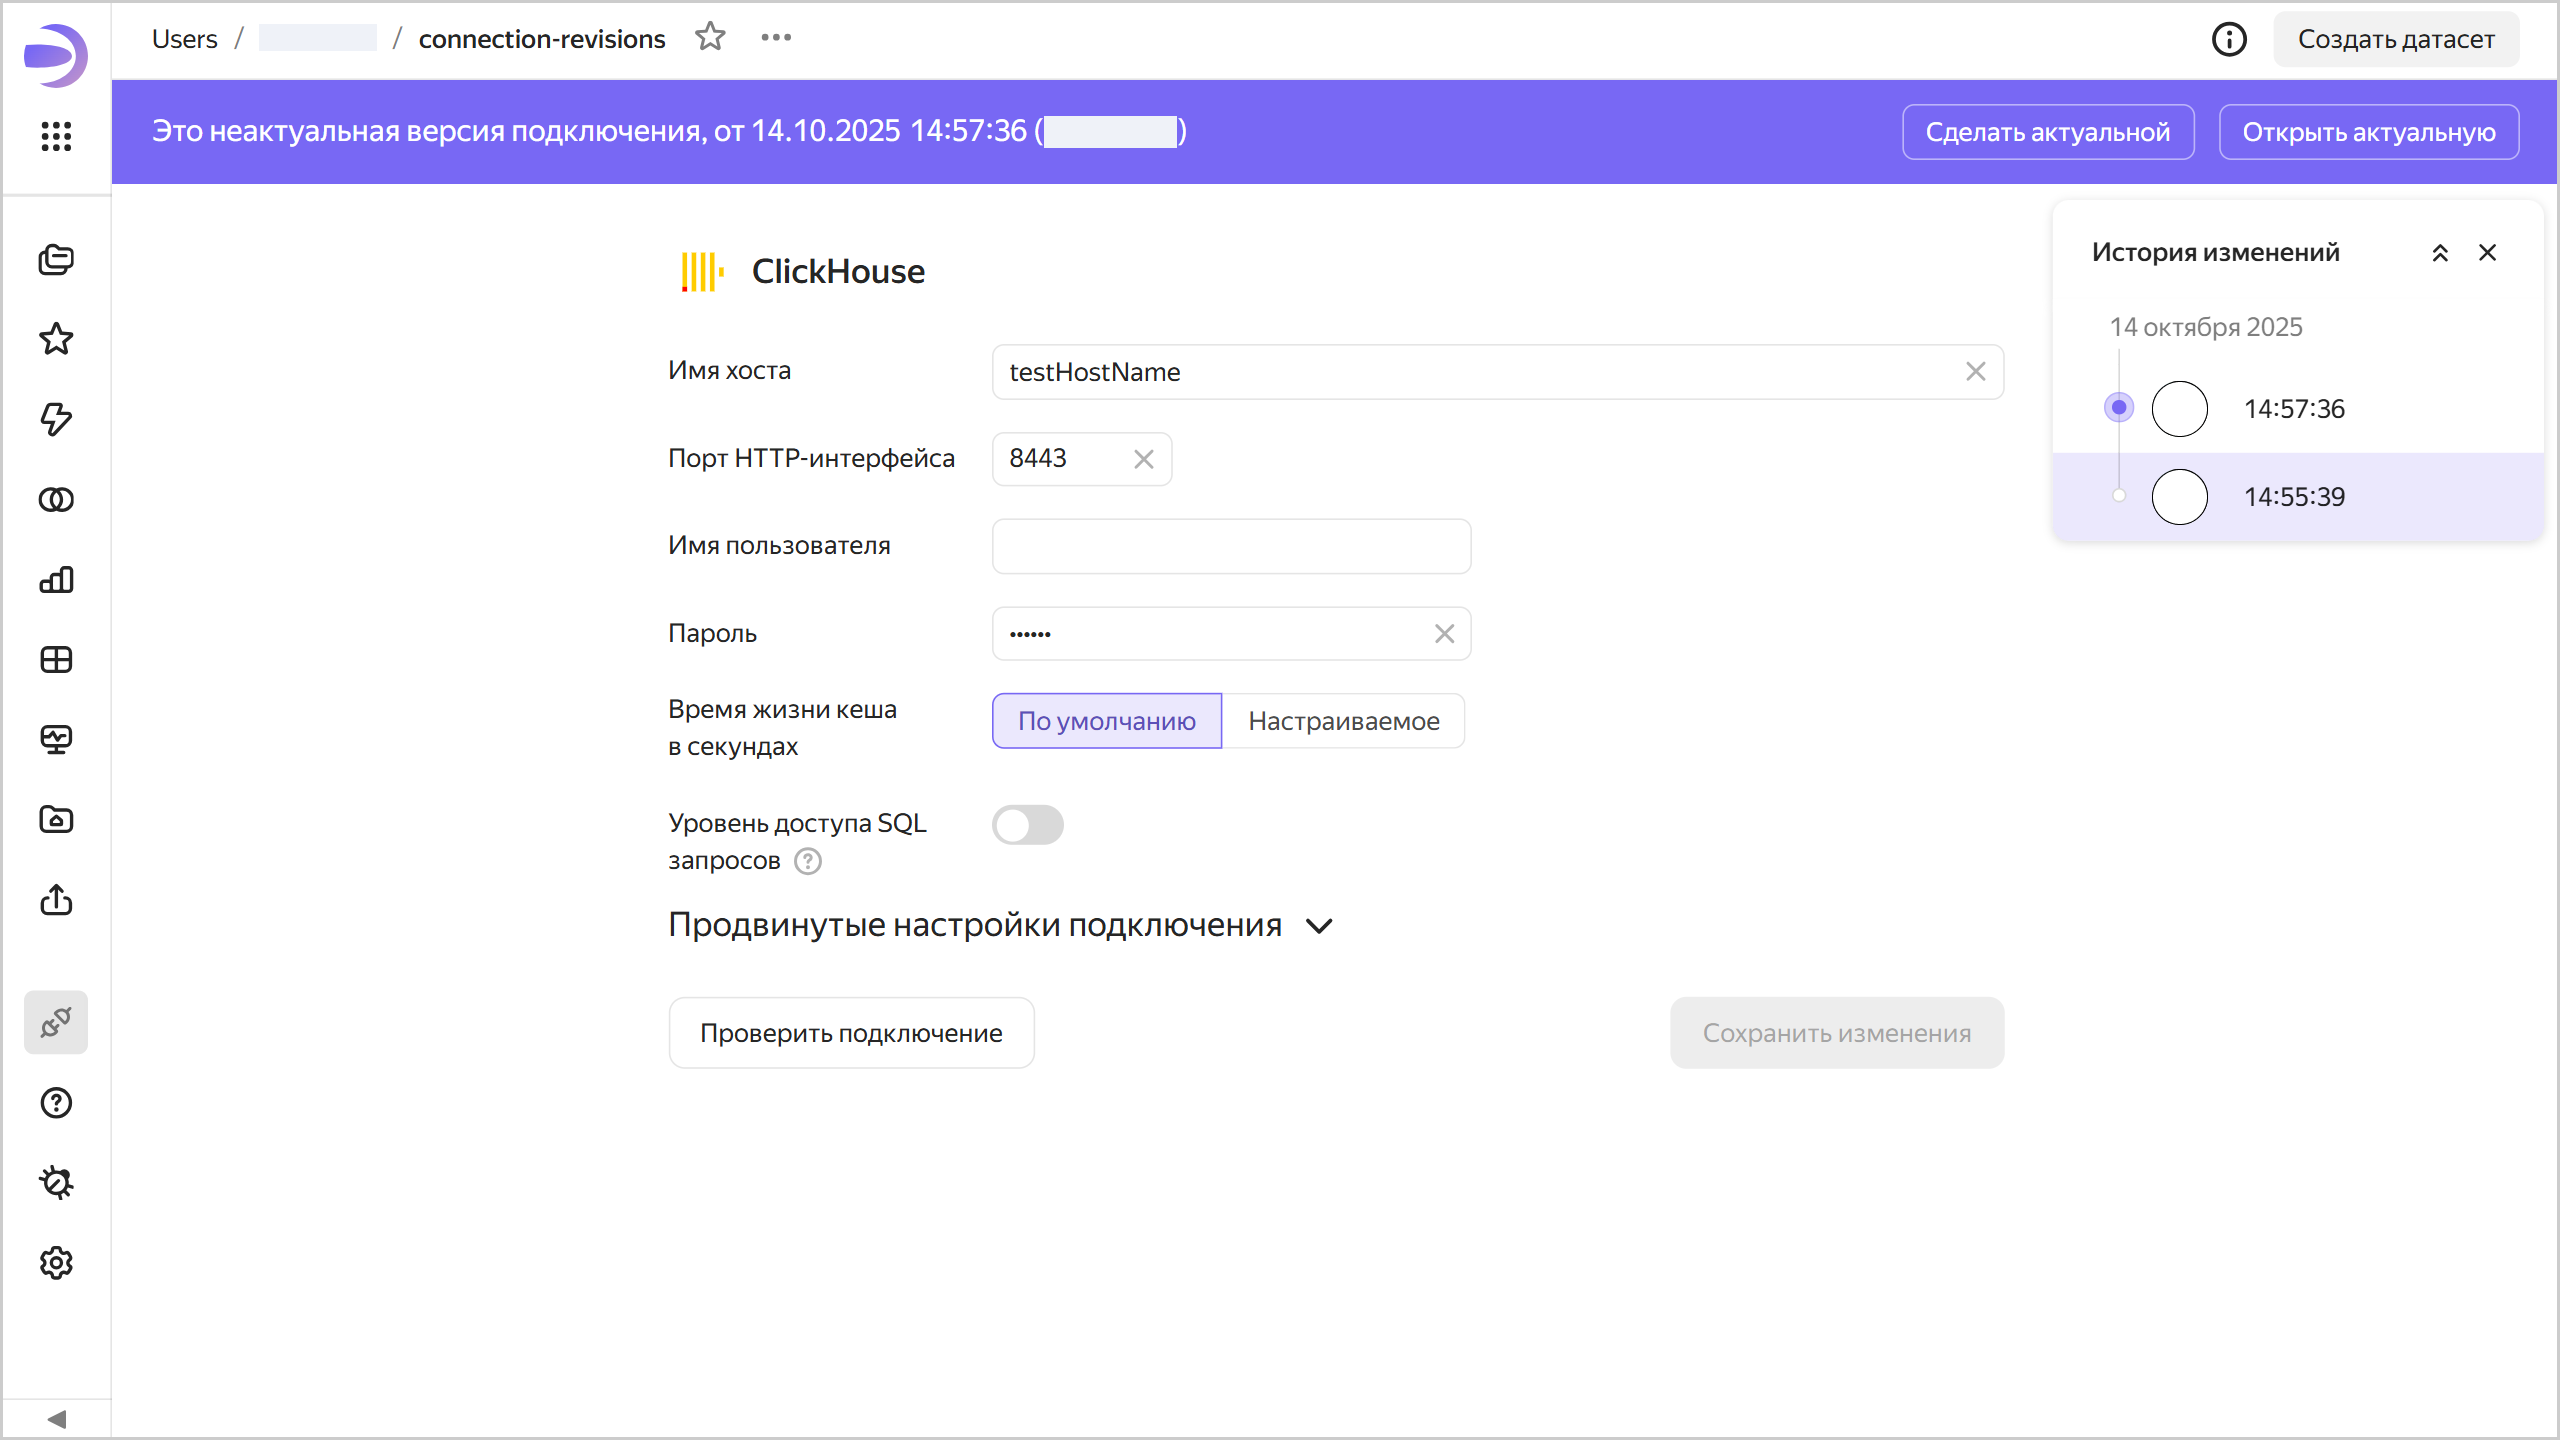 Users / / connection-revisions
Создать датасет
Это неактуальная версия подключения, от 14.10.2025 14:57:36 ( )
Сделать актуальной
Открыть актуальную
ClickHouse
Имя хоста
testHostName
Порт HTTP-интерфейса
8443
Имя пользователя
Пароль
••••••
Время жизни кеша
в секундах
По умолчанию
Настраиваемое
Уровень доступа SQL
запросов
Продвинутые настройки подключения
Проверить подключение
Сохранить изменения
История изменений
14 октября 2025
14:57:36
14:55:39